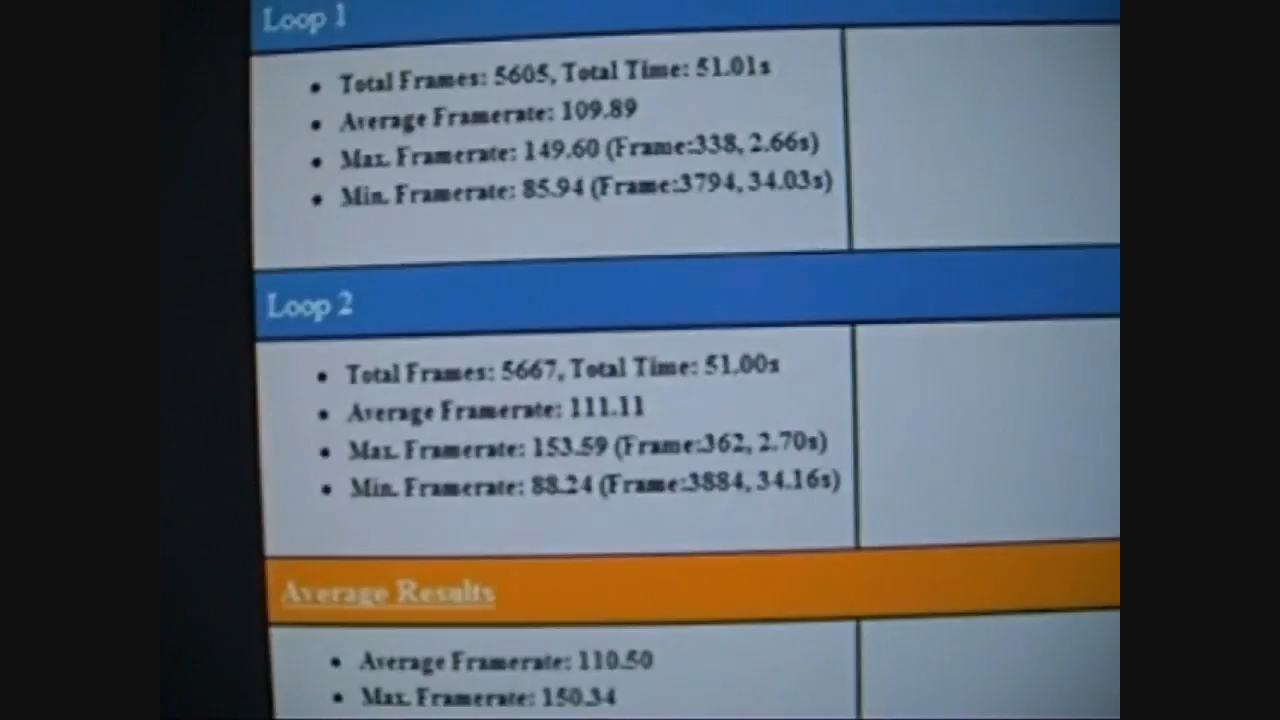 Loop 1
Total Frames: 5605, Total Time: 51.01s
Average Framerate: 109.89
Max. Framerate: 149.60 (Frame:338, 2.66s)
Min. Framerate: 85.94 (Frame:3794, 34.03s)
Loop 2
Total Frames: 5667, Total Time: 51.00s
Average Framerate: 111.11
Max. Framerate: 153.59 (Frame:362, 2.70s)
Min. Framerate: 88.24 (Frame:3884, 34.16s)
Average Results
Average Framerate: 110.50
Max. Framerate: 150.34